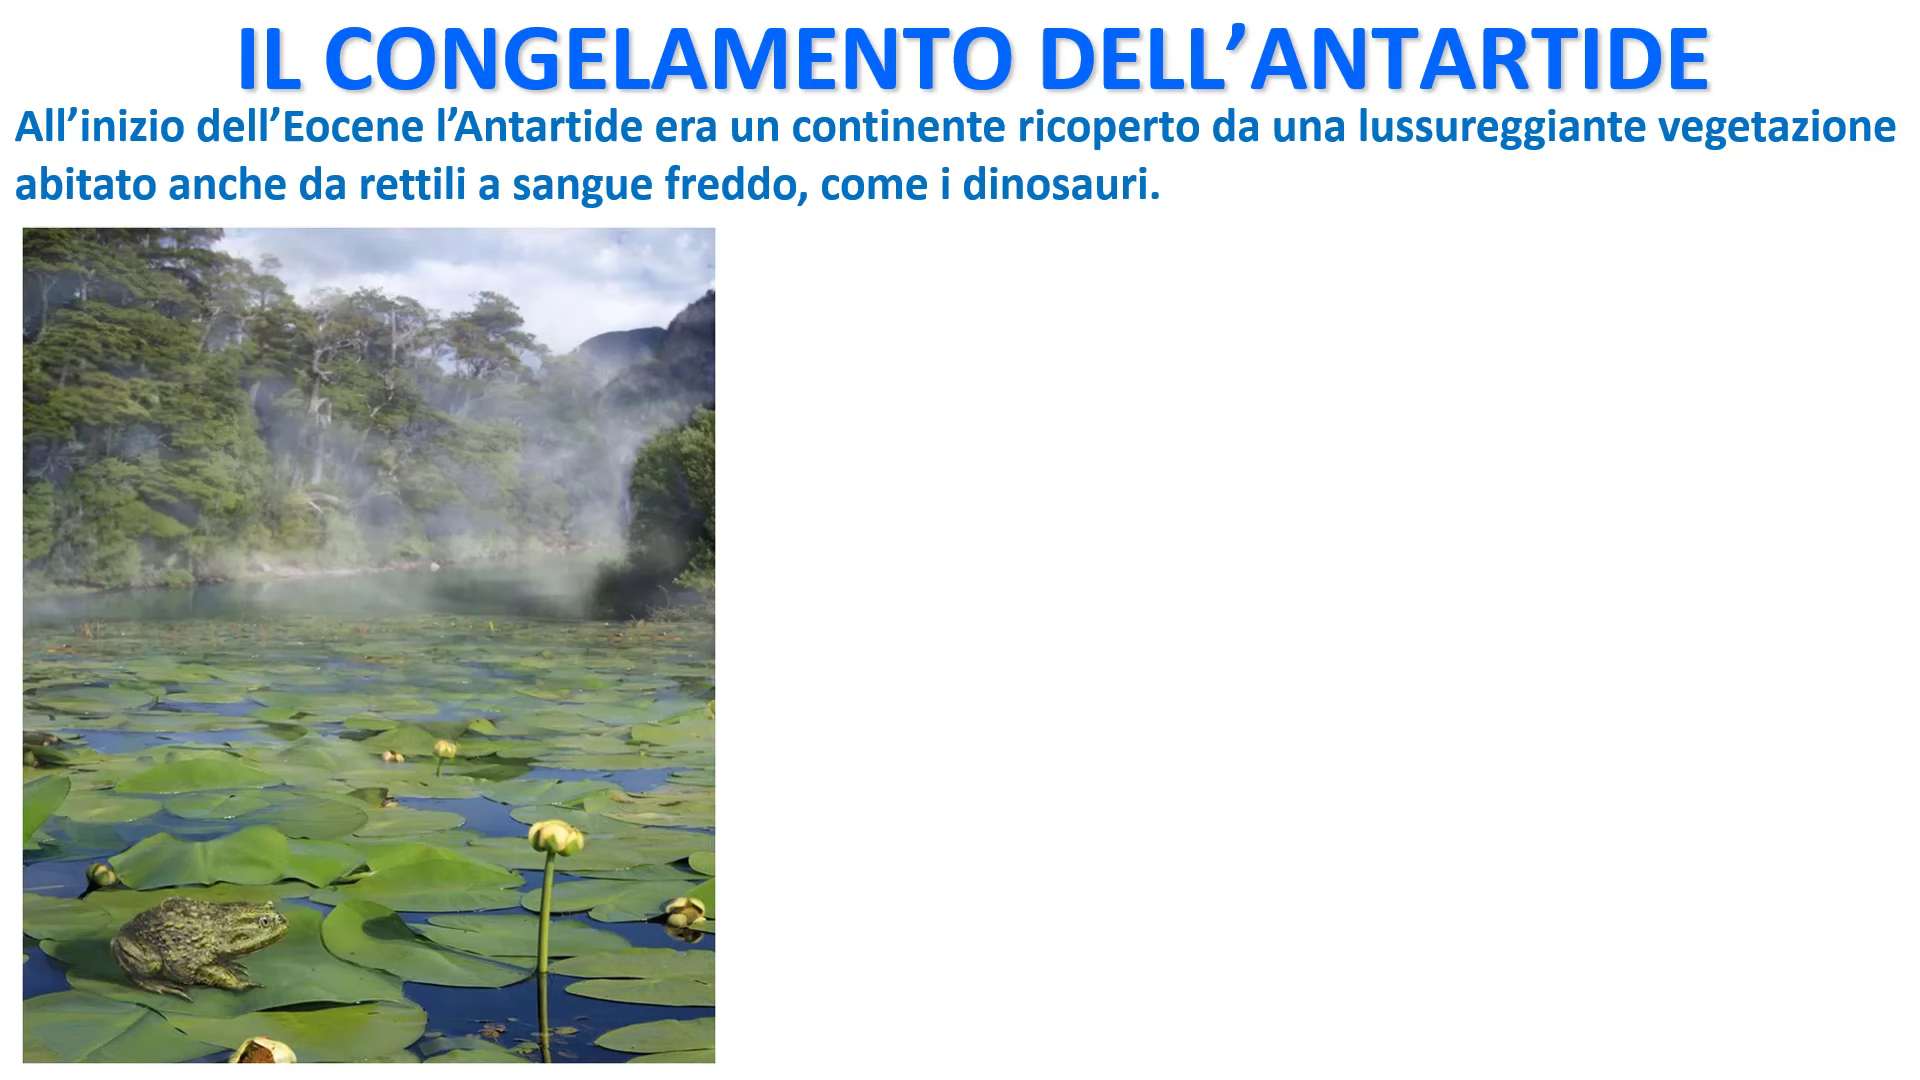 IL CONGELAMENTO DELL’ANTARTIDE
All’inizio dell’Eocene l’Antartide era un continente ricoperto da una lussureggiante vegetazione
abitato anche da rettili a sangue freddo, come i dinosauri.